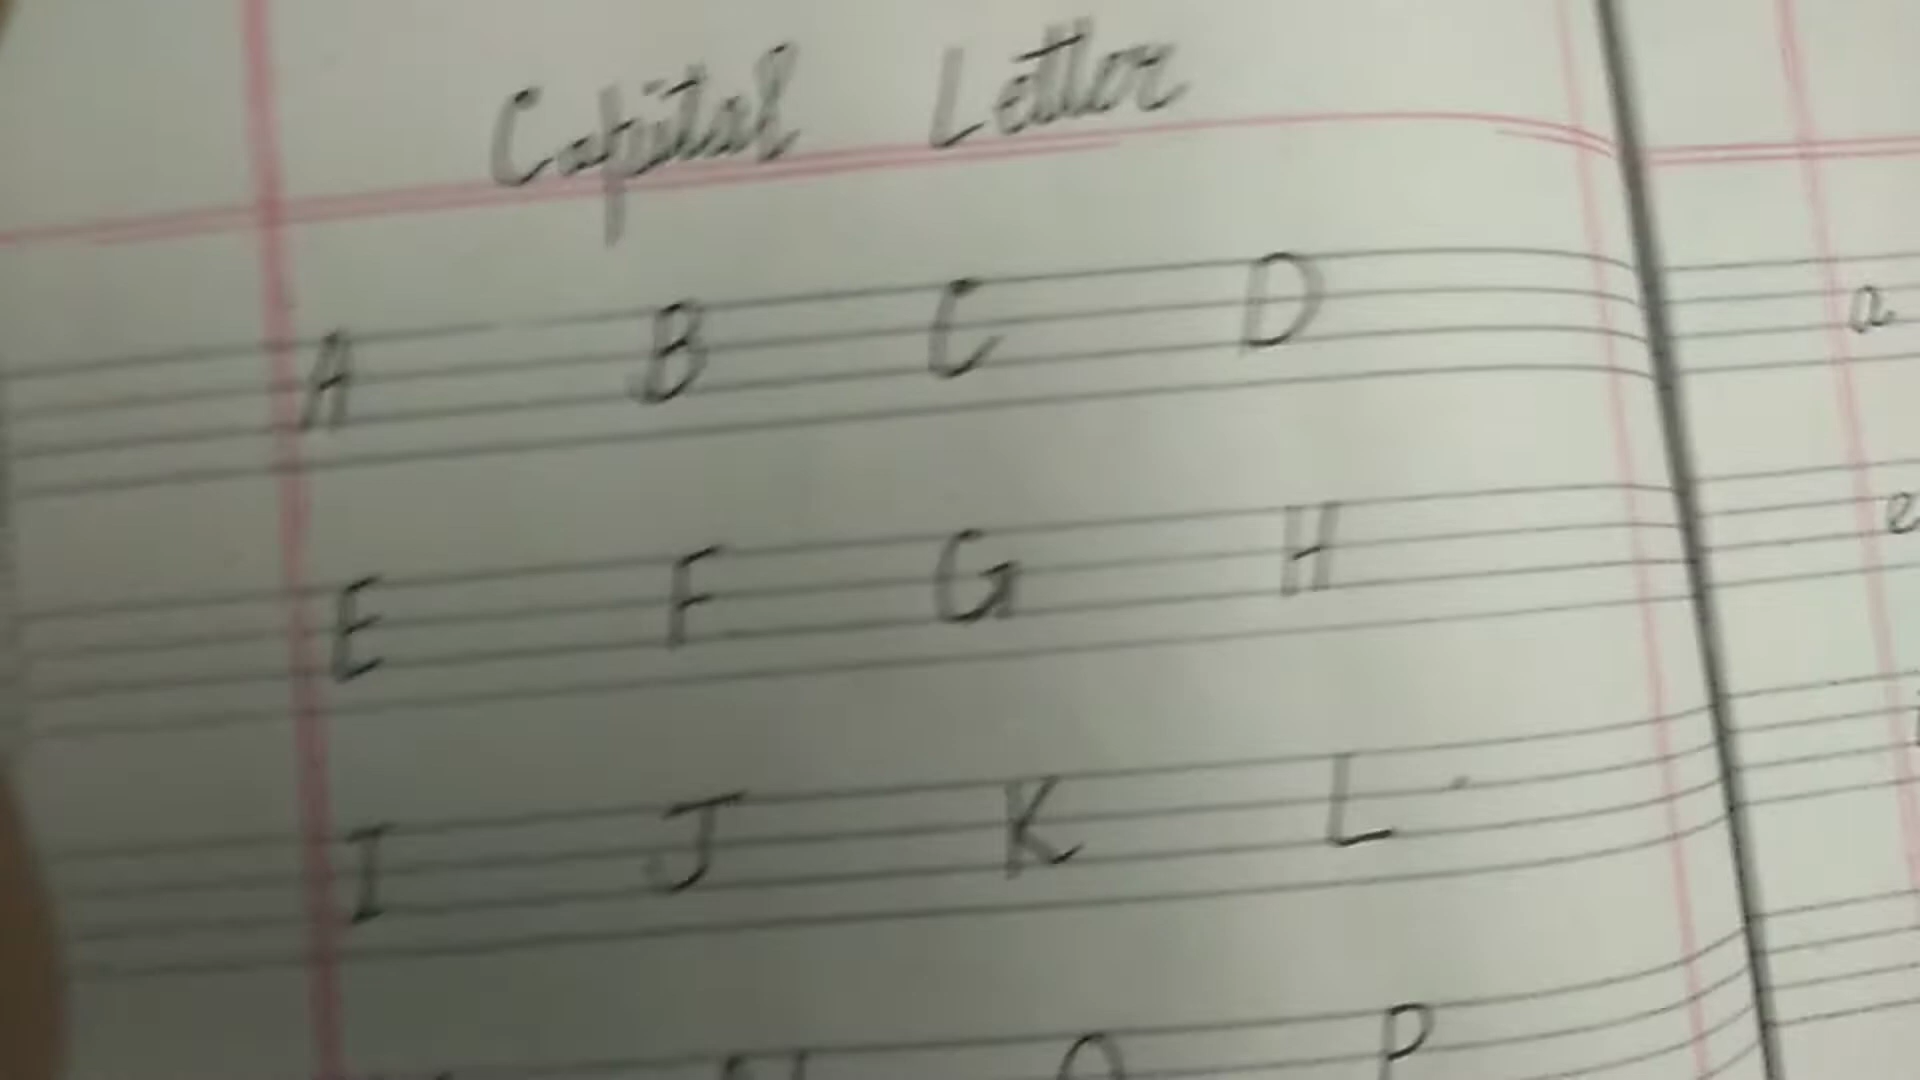 Capital Letter
A B C D
E F G H
I J K L
N O P
a
e